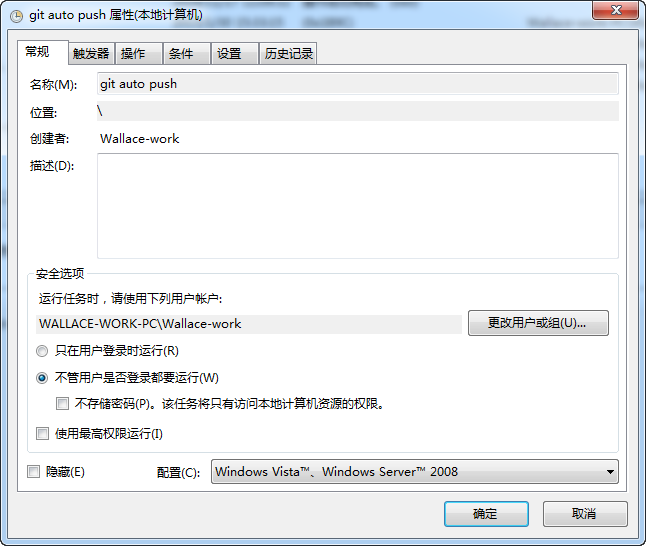 git auto push 属性(本地计算机)
常规 触发器 操作 条件 设置 历史记录
名称(M): git auto push
位置: \
创建者: Wallace-work
描述(D):
安全选项
运行任务时，请使用下列用户帐户:
WALLACE-WORK-PC\Wallace-work 更改用户或组(U)...
只在用户登录时运行(R)
不管用户是否登录都要运行(W)
不存储密码(P)。该任务将只有访问本地计算机资源的权限。
使用最高权限运行(I)
隐藏(E) 配置(C): Windows Vista™、Windows Server™ 2008
确定 取消